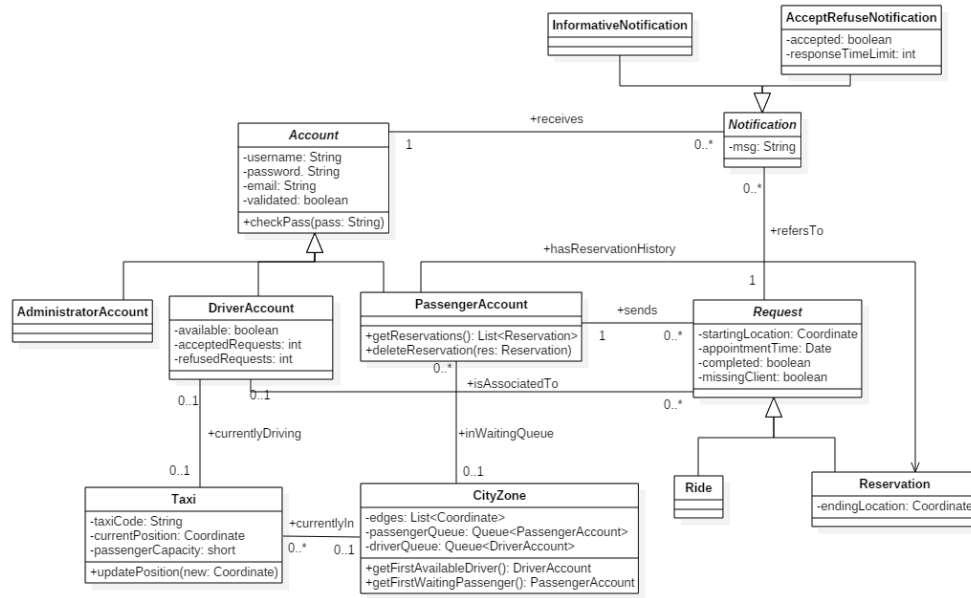 InformativeNotification
AcceptRefuseNotification
-accepted: boolean
-responseTimeLimit: int
Account
-username: String
-password. String
-email: String
-validated: boolean
+checkPass(pass: String)
+receives
1
0..*
Notification
-msg: String
0..*
+refersTo
1
+hasReservationHistory
AdministratorAccount
DriverAccount
-available: boolean
-acceptedRequests: int
-refusedRequests: int
PassengerAccount
+getReservations(): List<Reservation>
+deleteReservation(res: Reservation)
+sends
1
0..*
Request
-startingLocation: Coordinate
-appointmentTime: Date
-completed: boolean
-missingClient: boolean
0..1
0..1
0..*
+isAssociatedTo
0..*
+currentlyDriving
+inWaitingQueue
0..1
0..1
Taxi
-taxiCode: String
-currentPosition: Coordinate
-passengerCapacity: short
+updatePosition(new: Coordinate)
+currentlyIn
0..*
0..1
CityZone
-edges: List<Coordinate>
-passengerQueue: Queue<PassengerAccount>
-driverQueue: Queue<DriverAccount>
+getFirstAvailableDriver(): DriverAccount
+getFirstWaitingPassenger(): PassengerAccount
Ride
Reservation
-endingLocation: Coordinate